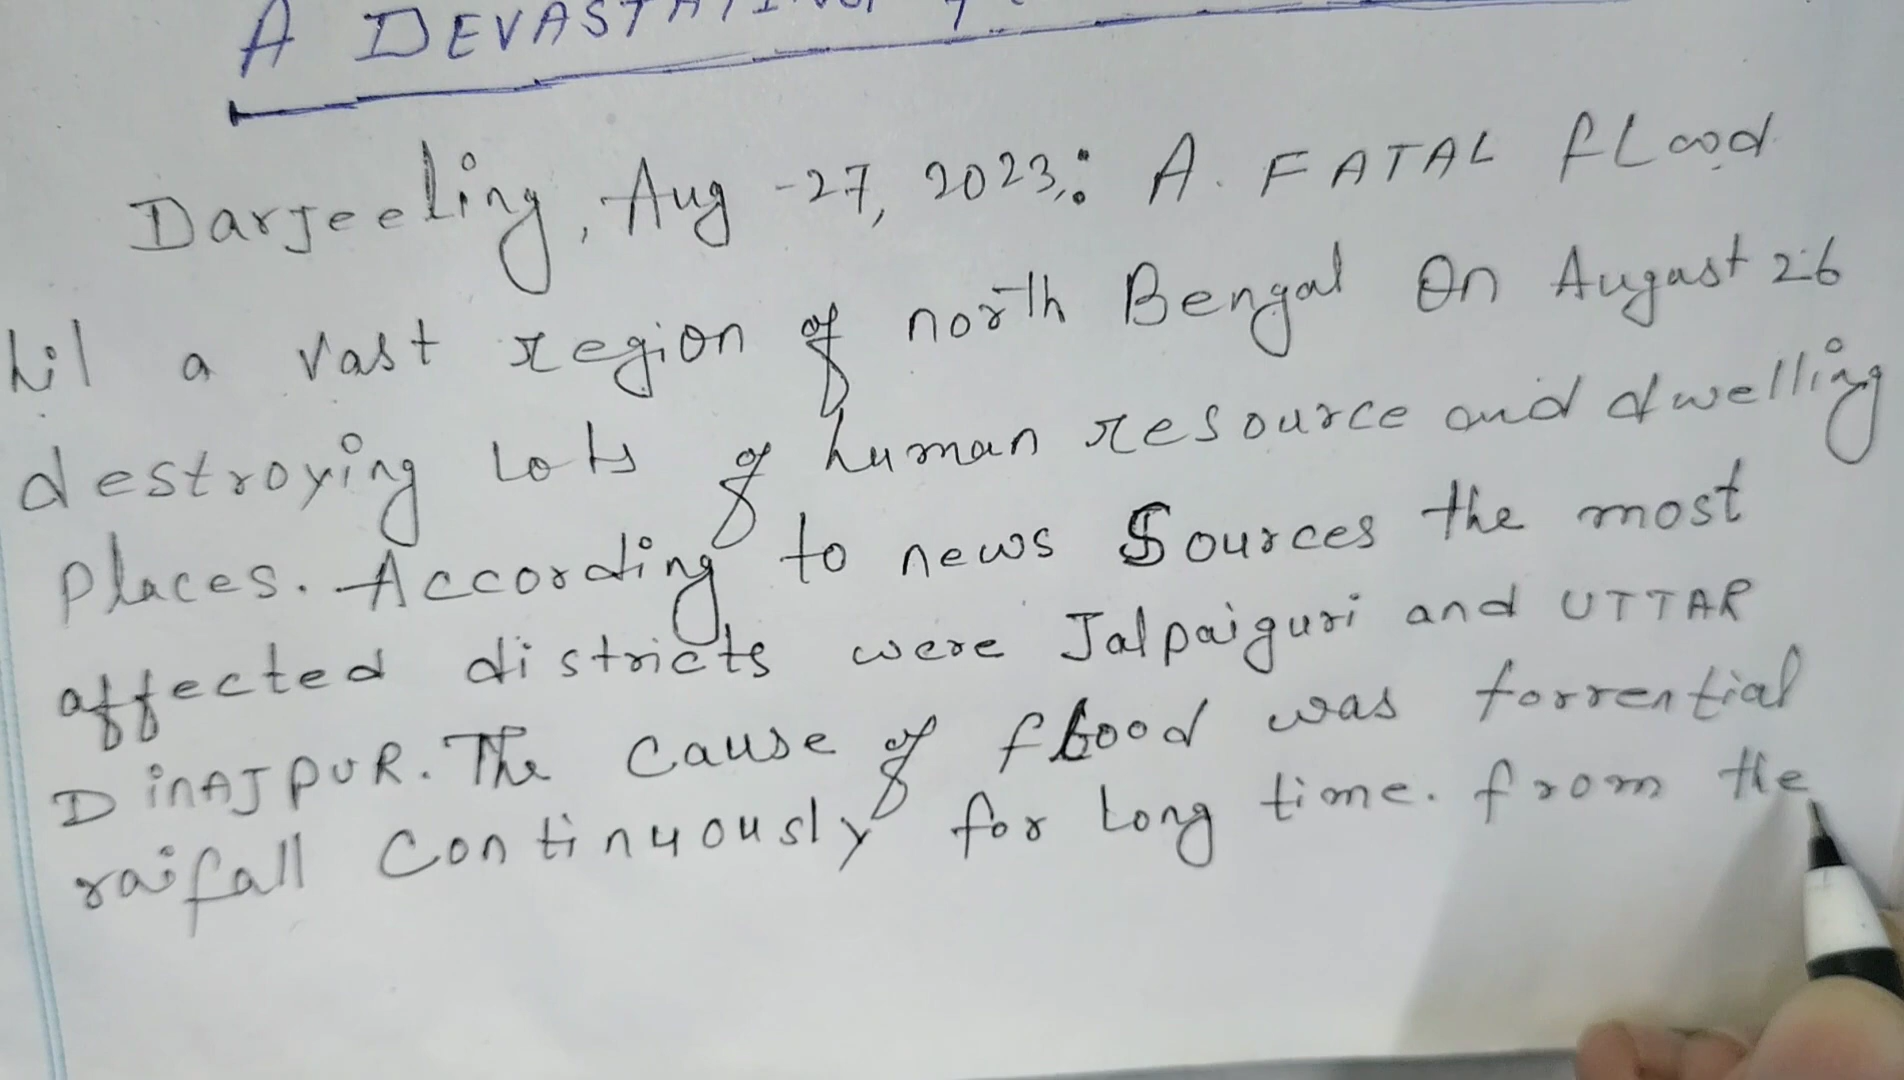 A DEVASTATING
Darjeeling, Aug -27, 2023,: A. FATAL fLood
hil a vast region of north Bengal On August 26
destroying Lots of human resource and dwelling
places. According to news Sources the most
affected districts were Jalpaiguri and UTTAR
DinAJpUR. The cause of flood was torrential
raifall Continuously for Long time. from the